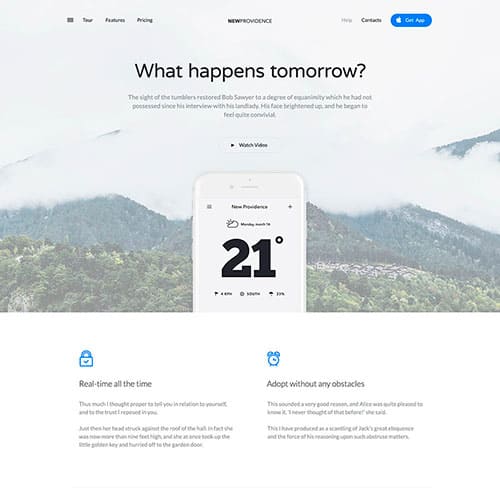 Tour Features Pricing NEWPROVIDENCE Help Contacts Get App
What happens tomorrow?
The sight of the tumblers restored Bob Sawyer to a degree of equanimity which he had not
possessed since his interview with his landlady. His face brightened up, and he began to
feel quite convivial.
Watch Video
New Providence
Monday, march 16
21°
4 KPH SOUTH 23%
Real-time all the time
Adopt without any obstacles
Thus much I thought proper to tell you in relation to yourself,
and to the trust I reposed in you.
Just then her head struck against the roof of the hall: in fact she
was now more than nine feet high, and she at once took up the
little golden key and hurried off to the garden door.
This sounded a very good reason, and Alice was quite pleased to
know it. 'I never thought of that before!' she said.
This I have produced as a scantling of Jack's great eloquence
and the force of his reasoning upon such abstruse matters.